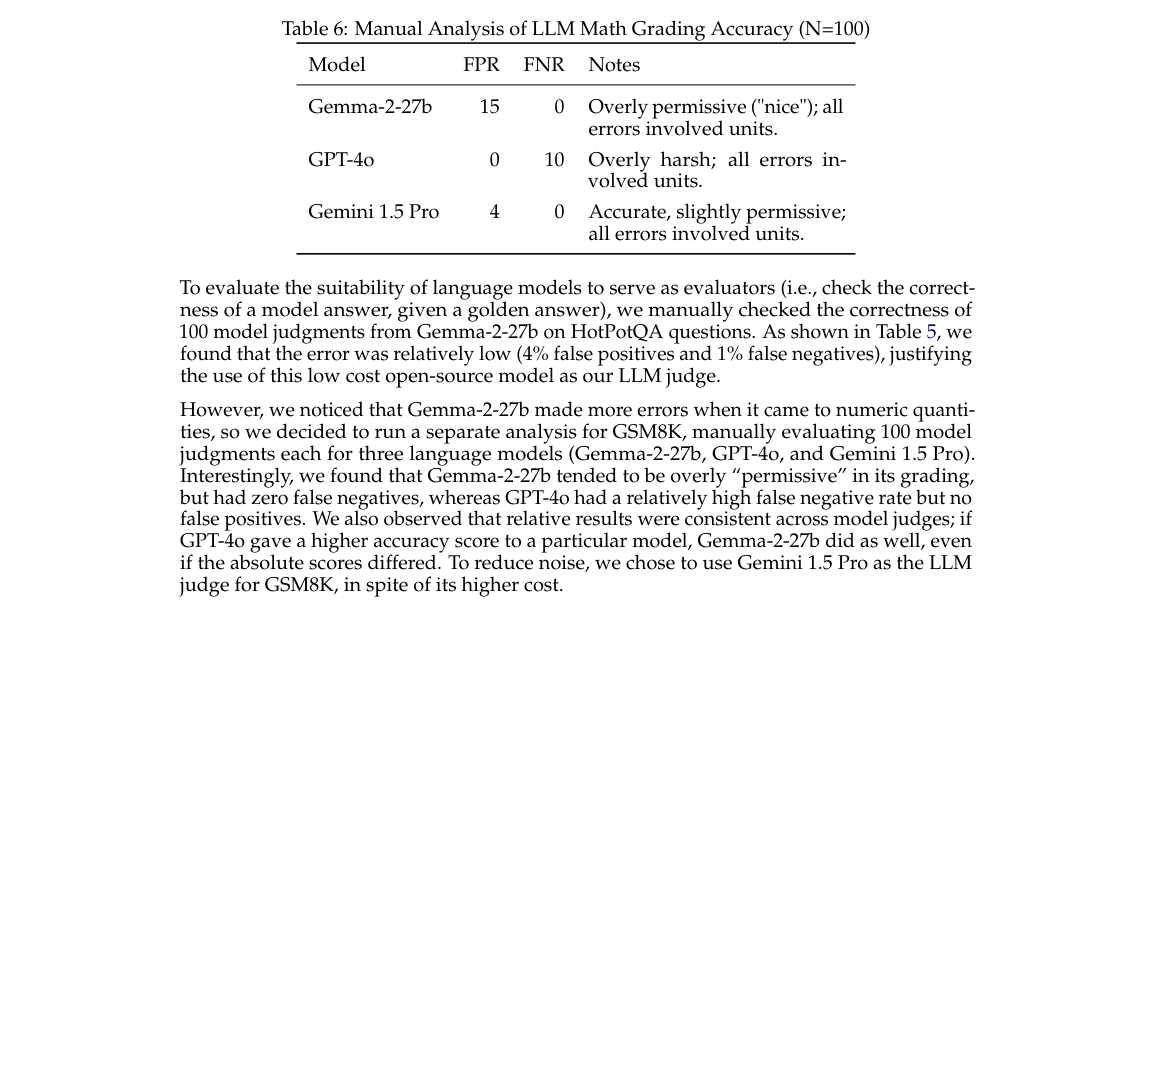 Table 6: Manual Analysis of LLM Math Grading Accuracy (N=100)
Model FPR FNR Notes
Gemma-2-27b 15 0 Overly permissive ("nice"); all
errors involved units.
GPT-4o 0 10 Overly harsh; all errors in-
volved units.
Gemini 1.5 Pro 4 0 Accurate, slightly permissive;
all errors involved units.
To evaluate the suitability of language models to serve as evaluators (i.e., check the correct-
ness of a model answer, given a golden answer), we manually checked the correctness of
100 model judgments from Gemma-2-27b on HotPotQA questions. As shown in Table 5, we
found that the error was relatively low (4% false positives and 1% false negatives), justifying
the use of this low cost open-source model as our LLM judge.
However, we noticed that Gemma-2-27b made more errors when it came to numeric quanti-
ties, so we decided to run a separate analysis for GSM8K, manually evaluating 100 model
judgments each for three language models (Gemma-2-27b, GPT-4o, and Gemini 1.5 Pro).
Interestingly, we found that Gemma-2-27b tended to be overly “permissive” in its grading,
but had zero false negatives, whereas GPT-4o had a relatively high false negative rate but no
false positives. We also observed that relative results were consistent across model judges; if
GPT-4o gave a higher accuracy score to a particular model, Gemma-2-27b did as well, even
if the absolute scores differed. To reduce noise, we chose to use Gemini 1.5 Pro as the LLM
judge for GSM8K, in spite of its higher cost.